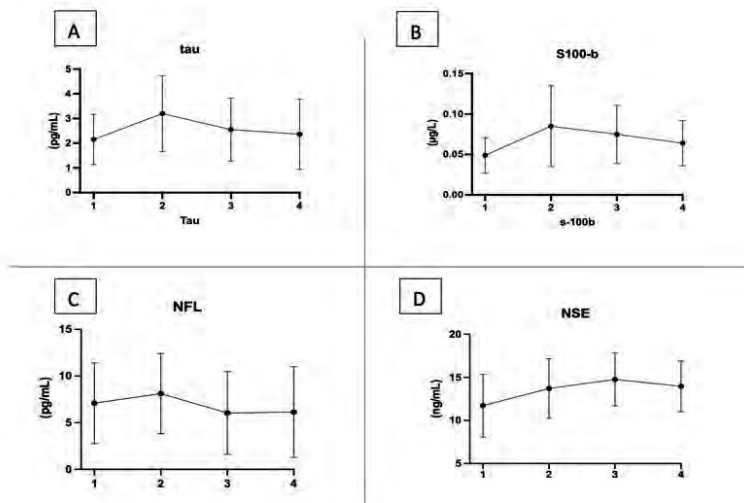 A
tau
5
4
3
2
1
0
(pg/mL)
1 2 3 4
Tau
B
S100-b
0.15
0.10
0.05
0.00
(µg/L)
1 2 3 4
s-100b
C
NFL
15
10
5
0
(pg/mL)
1 2 3 4
D
NSE
20
15
10
5
(ng/mL)
1 2 3 4